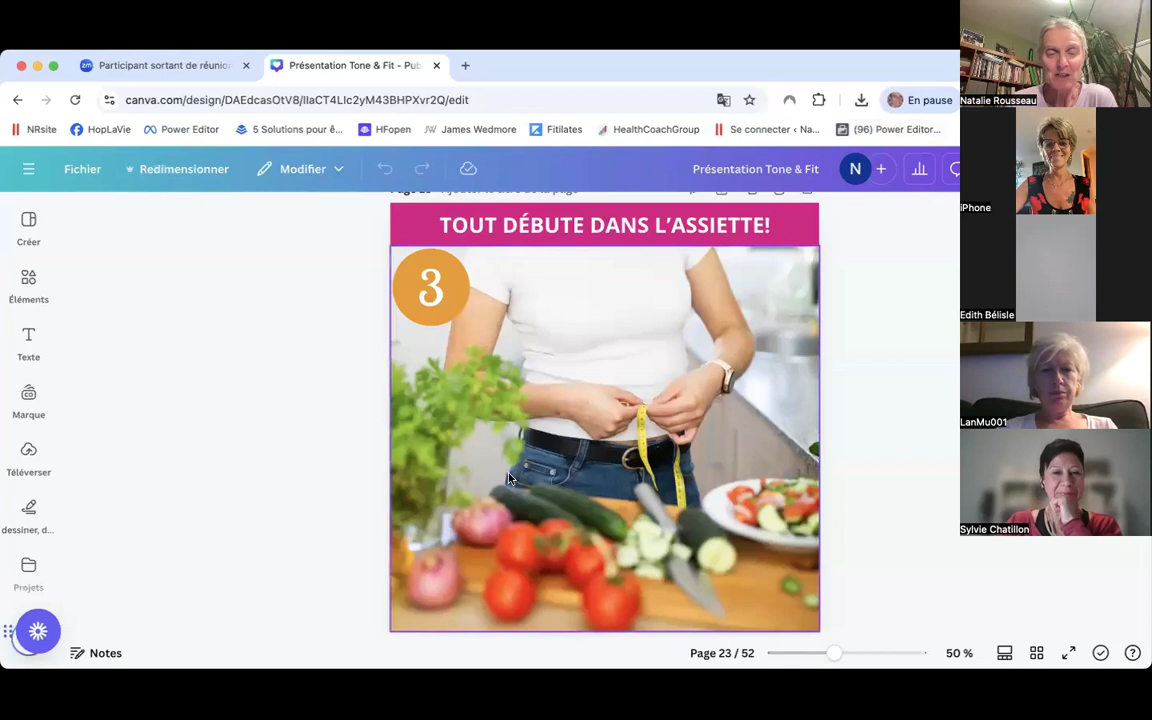 Participant sortant de réunion
Présentation Tone & Fit - Pub
canva.com/design/DAEdcasOtV8/IIaCT4LIc2yM43BHPXvr2Q/edit
En pause
NRsite
HopLaVie
Power Editor
5 Solutions pour ê...
HFopen
James Wedmore
Fitilates
HealthCoachGroup
Se connecter ‹ Na...
(96) Power Editor...
Fichier
Redimensionner
Modifier
Présentation Tone & Fit
N
Créer
Éléments
Texte
Marque
Téléverser
dessiner, d...
Projets
TOUT DÉBUTE DANS L’ASSIETTE!
3
Notes
Page 23 / 52
50 %
Natalie Rousseau
iPhone
Edith Bélisle
LanMu001
Sylvie Chatillon